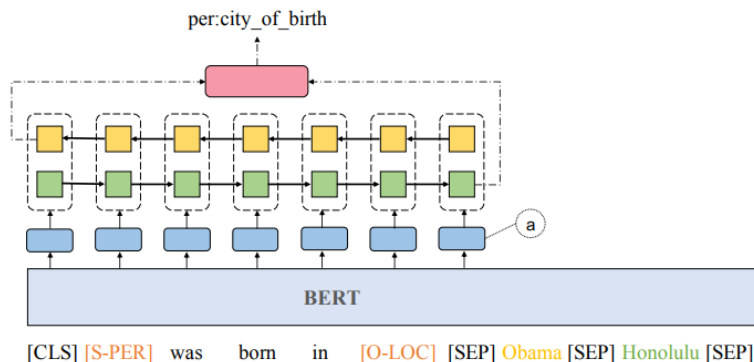 per:city_of_birth
a
BERT
[CLS] [S-PER] was born in [O-LOC] [SEP] Obama [SEP] Honolulu [SEP]